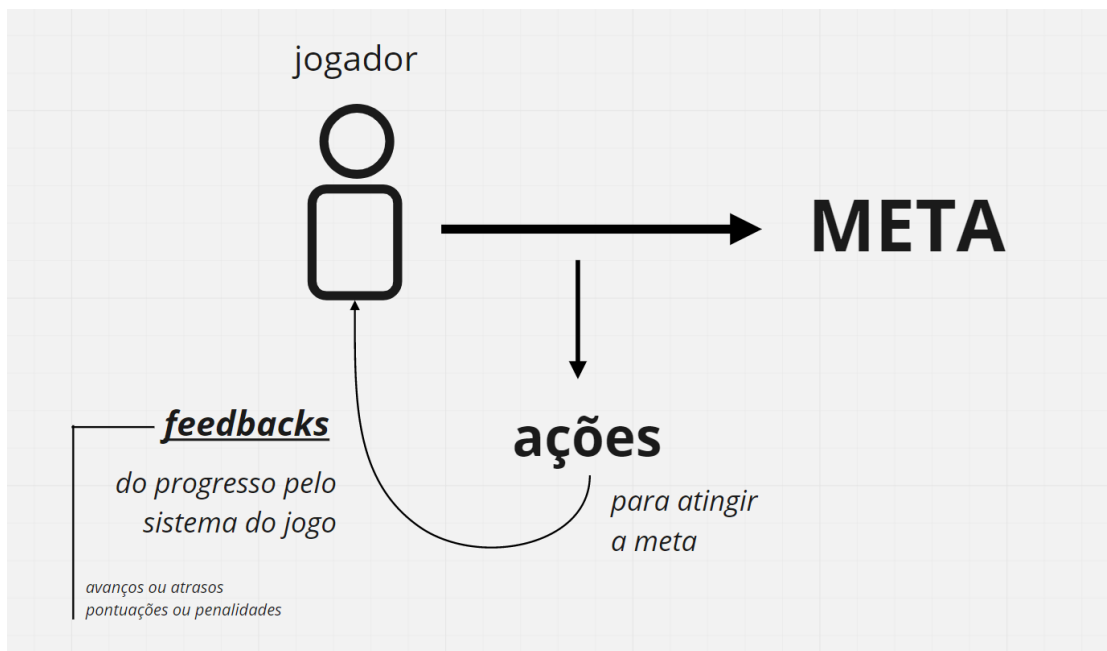 jogador
META
ações
para atingir
a meta
feedbacks
do progresso pelo
sistema do jogo
avanços ou atrasos
pontuações ou penalidades